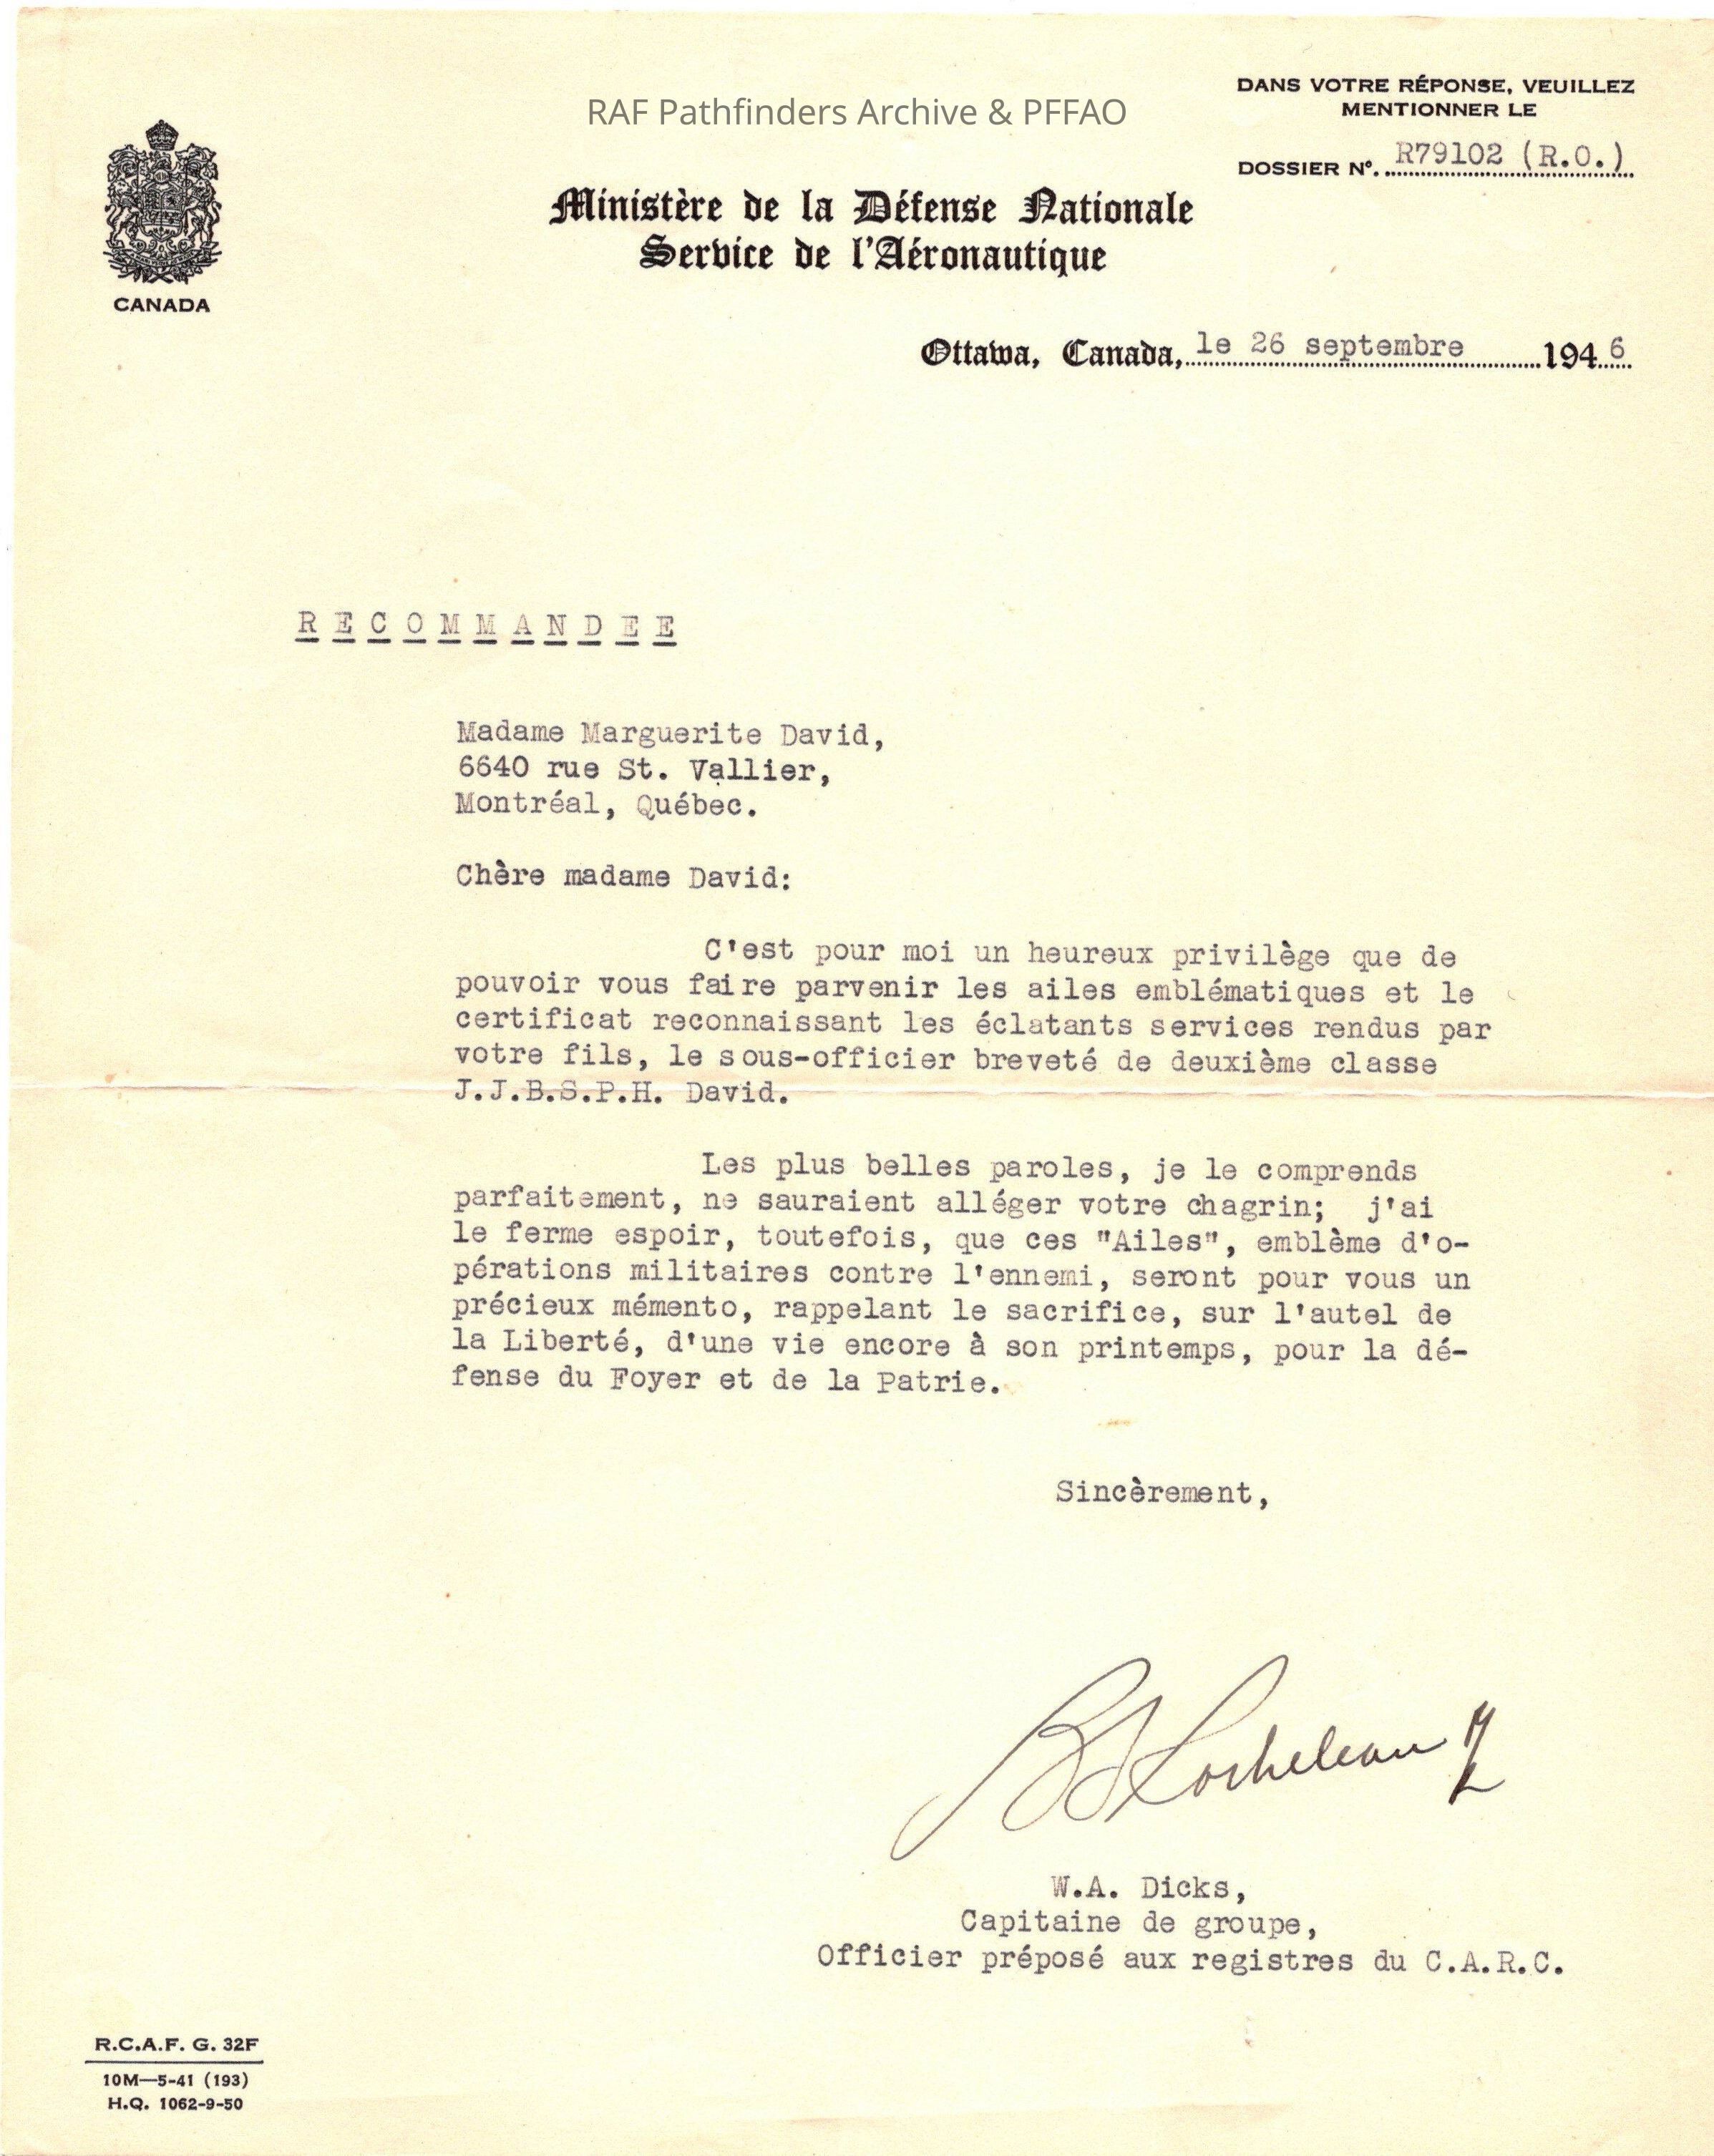 RAF Pathfinders Archive & PFFAO
DANS VOTRE RÉPONSE, VEUILLEZ
MENTIONNER LE
DOSSIER Nº. R79102 (R.O.)
CANADA
Ministère de la Défense Nationale
Service de l'Aéronautique
Ottawa, Canada, le 26 septembre 1946
RECOMMANDEE
Madame Marguerite David,
6640 rue St. Vallier,
Montréal, Québec.
Chère madame David:
C'est pour moi un heureux privilège que de
pouvoir vous faire parvenir les ailes emblématiques et le
certificat reconnaissant les éclatants services rendus par
votre fils, le sous-officier breveté de deuxième classe
J.J.B.S.P.H. David.
Les plus belles paroles, je le comprends
parfaitement, ne sauraient alléger votre chagrin; j'ai
le ferme espoir, toutefois, que ces "Ailes", emblème d'o-
pérations militaires contre l'ennemi, seront pour vous un
précieux mémento, rappelant le sacrifice, sur l'autel de
la Liberté, d'une vie encore à son printemps, pour la dé-
fense du Foyer et de la Patrie.
Sincèrement,
W.A. Dicks,
Capitaine de groupe,
Officier préposé aux registres du C.A.R.C.
R.C.A.F. G. 32F
10M—5-41 (193)
H.Q. 1062-9-50